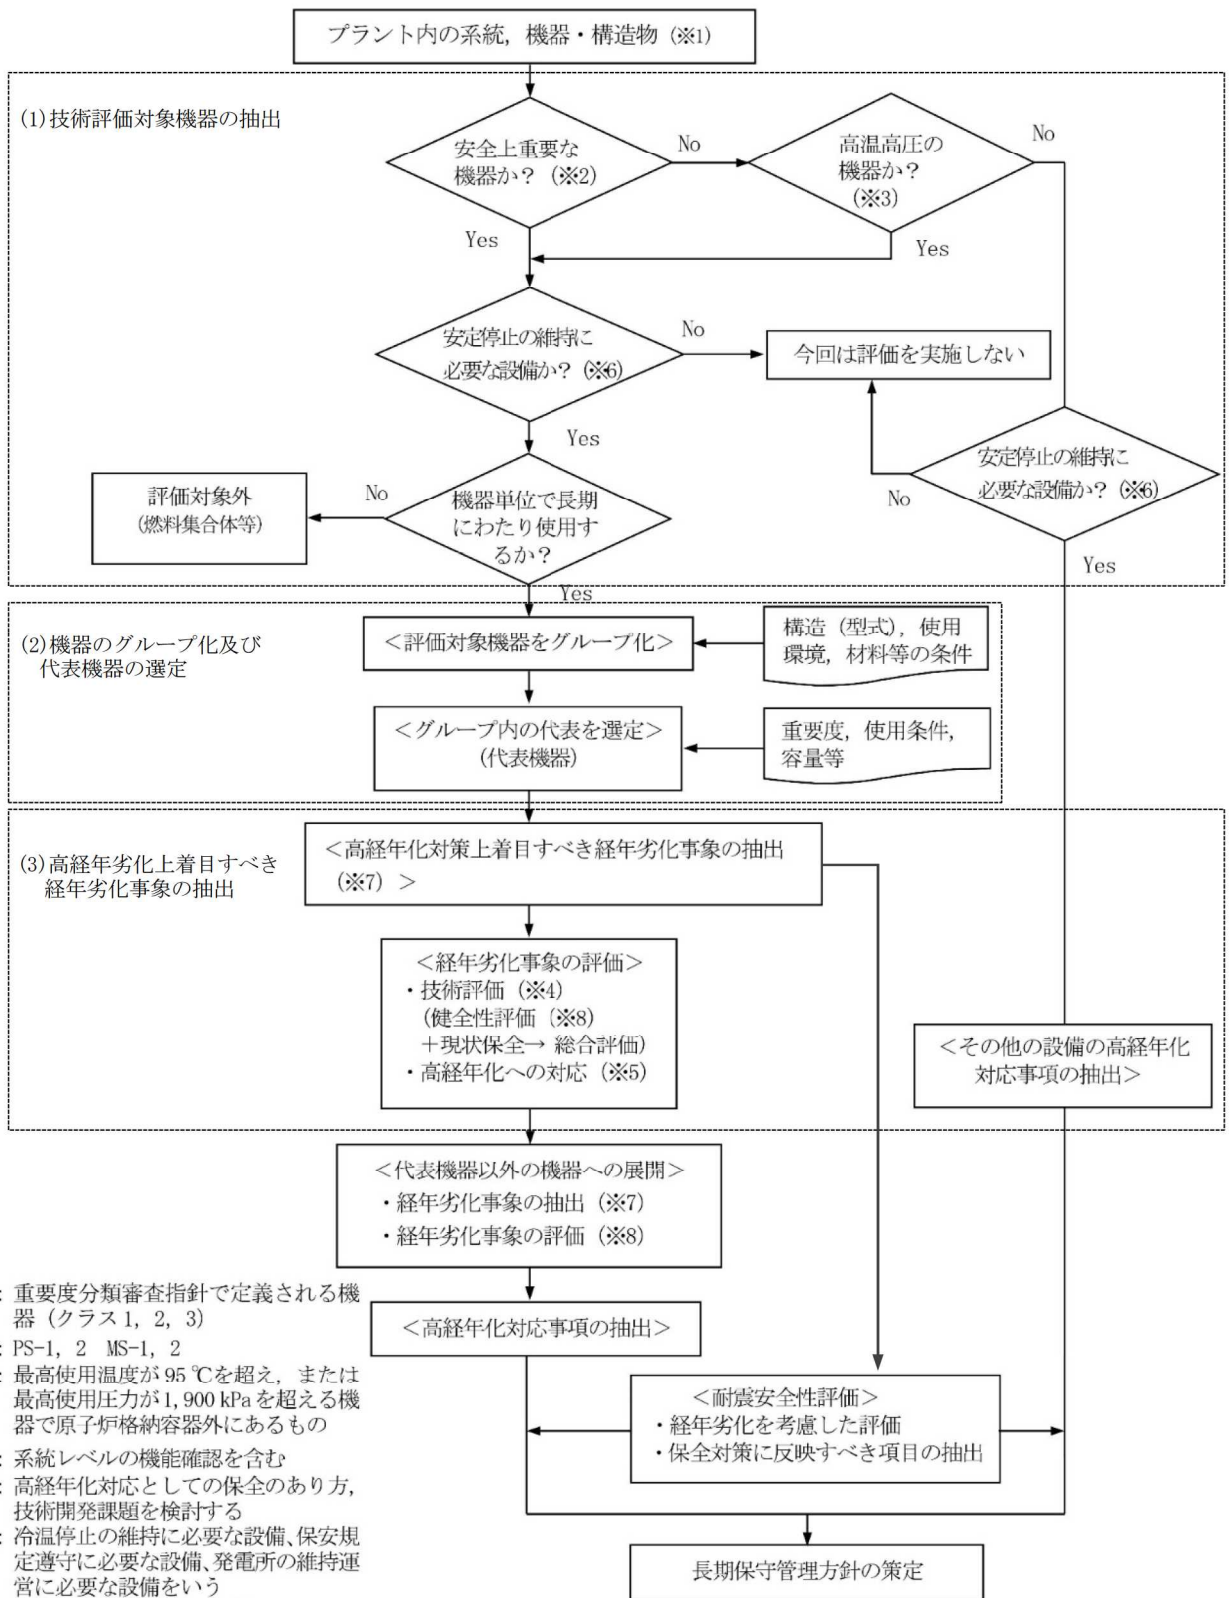 プラント内の系統，機器・構造物（※1）
(1)技術評価対象機器の抽出
安全上重要な
機器か？（※2）
No
高温高圧の
機器か？
（※3）
No
Yes
Yes
安定停止の維持に
必要な設備か？（※6）
No
今回は評価を実施しない
Yes
安定停止の維持に
必要な設備か？（※6）
No
Yes
評価対象外
(燃料集合体等)
No
機器単位で長期
にわたり使用す
るか？
Yes
(2)機器のグループ化及び
代表機器の選定
＜評価対象機器をグループ化＞
構造（型式），使用
環境，材料等の条件
＜グループ内の代表を選定＞
(代表機器)
重要度，使用条件，
容量等
(3)高経年劣化上着目すべき
経年劣化事象の抽出
＜高経年化対策上着目すべき経年劣化事象の抽出
（※7）＞
＜経年劣化事象の評価＞
・技術評価（※4）
(健全性評価（※8）
＋現状保全→ 総合評価)
・高経年化への対応（※5）
＜その他の設備の高経年化
対応事項の抽出＞
＜代表機器以外の機器への展開＞
・経年劣化事象の抽出（※7）
・経年劣化事象の評価（※8）
＜高経年化対応事項の抽出＞
＜耐震安全性評価＞
・経年劣化を考慮した評価
・保全対策に反映すべき項目の抽出
長期保守管理方針の策定
: 重要度分類審査指針で定義される機
器（クラス1, 2, 3）
: PS-1, 2 MS-1, 2
: 最高使用温度が 95 ℃を超え，または
最高使用圧力が 1,900 kPa を超える機
器で原子炉格納容器外にあるもの
: 系統レベルの機能確認を含む
: 高経年化対応としての保全のあり方，
技術開発課題を検討する
: 冷温停止の維持に必要な設備、保安規
定遵守に必要な設備、発電所の維持運
営に必要な設備をいう